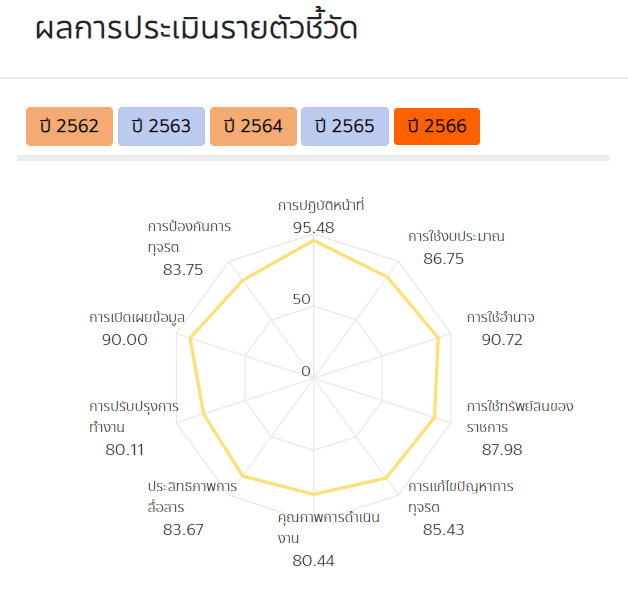 ผลการประเมินรายตัวชี้วัด
ปี 2562 ปี 2563 ปี 2564 ปี 2565 ปี 2566
การปฏิบัติหน้าที่
95.48
การใช้งบประมาณ
86.75
การใช้อำนาจ
90.72
การใช้ทรัพย์สินของ
ราชการ
87.98
การแก้ไขปัญหาการ
ทุจริต
85.43
คุณภาพการดำเนิน
งาน
80.44
ประสิทธิภาพการ
สื่อสาร
83.67
การปรับปรุงการ
ทำงาน
80.11
การเปิดเผยข้อมูล
90.00
การป้องกันการ
ทุจริต
83.75
50
0